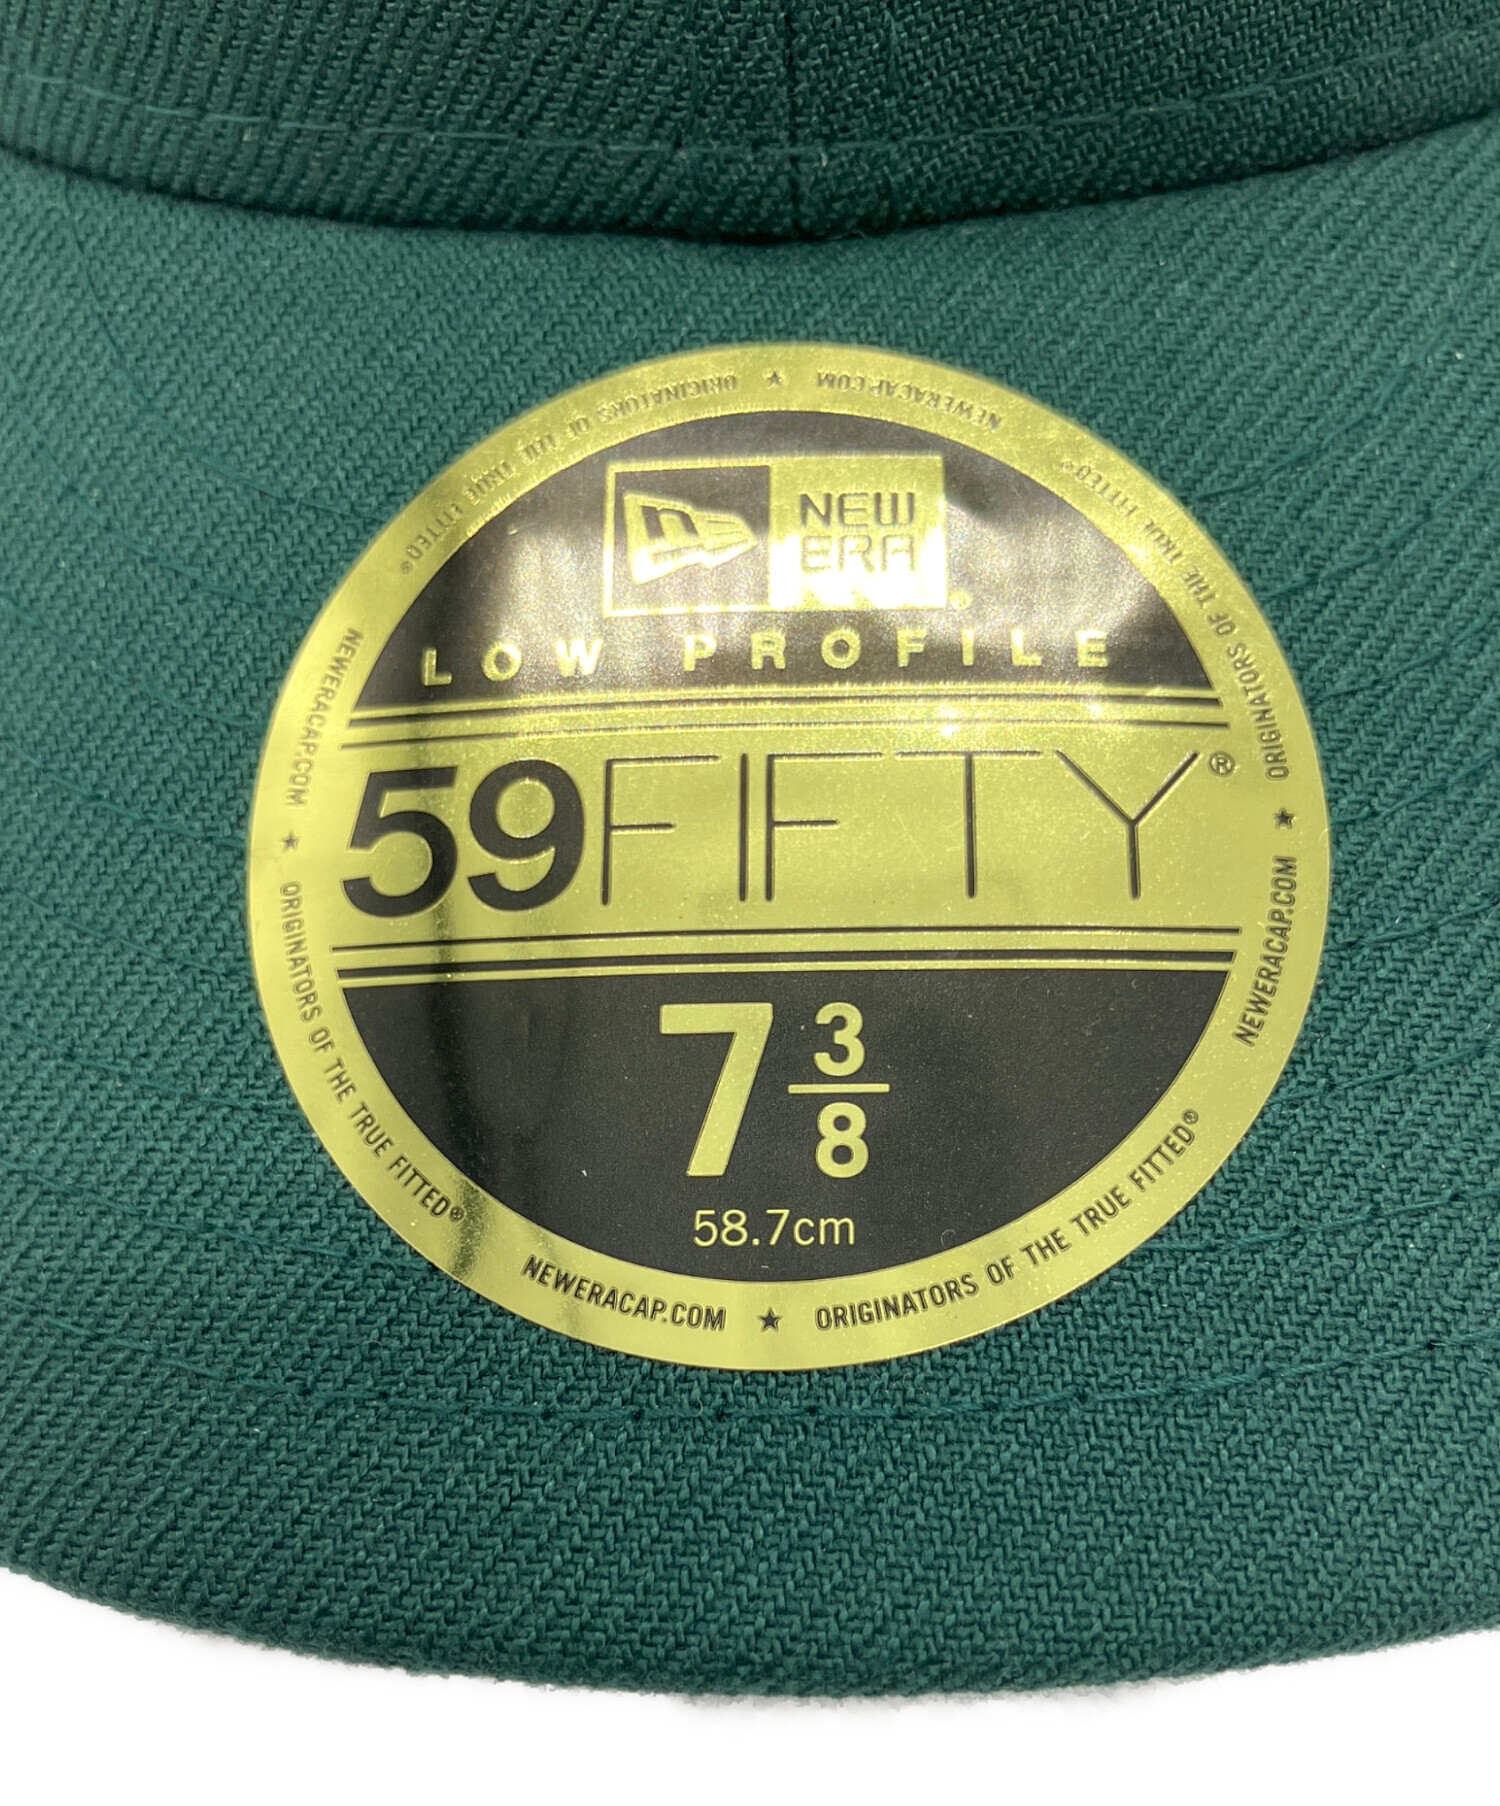 NEW
ERA
LOW PROFILE
59FIFTY®
7 3/8
58.7cm
NEWERACAP.COM ★ ORIGINATORS OF THE TRUE FITTED®
NEWERACAP.COM ★ ORIGINATORS OF THE TRUE FITTED®
NEWERACAP.COM ★ ORIGINATORS OF THE TRUE FITTED®
NEWERACAP.COM ★ ORIGINATORS OF THE TRUE FITTED®